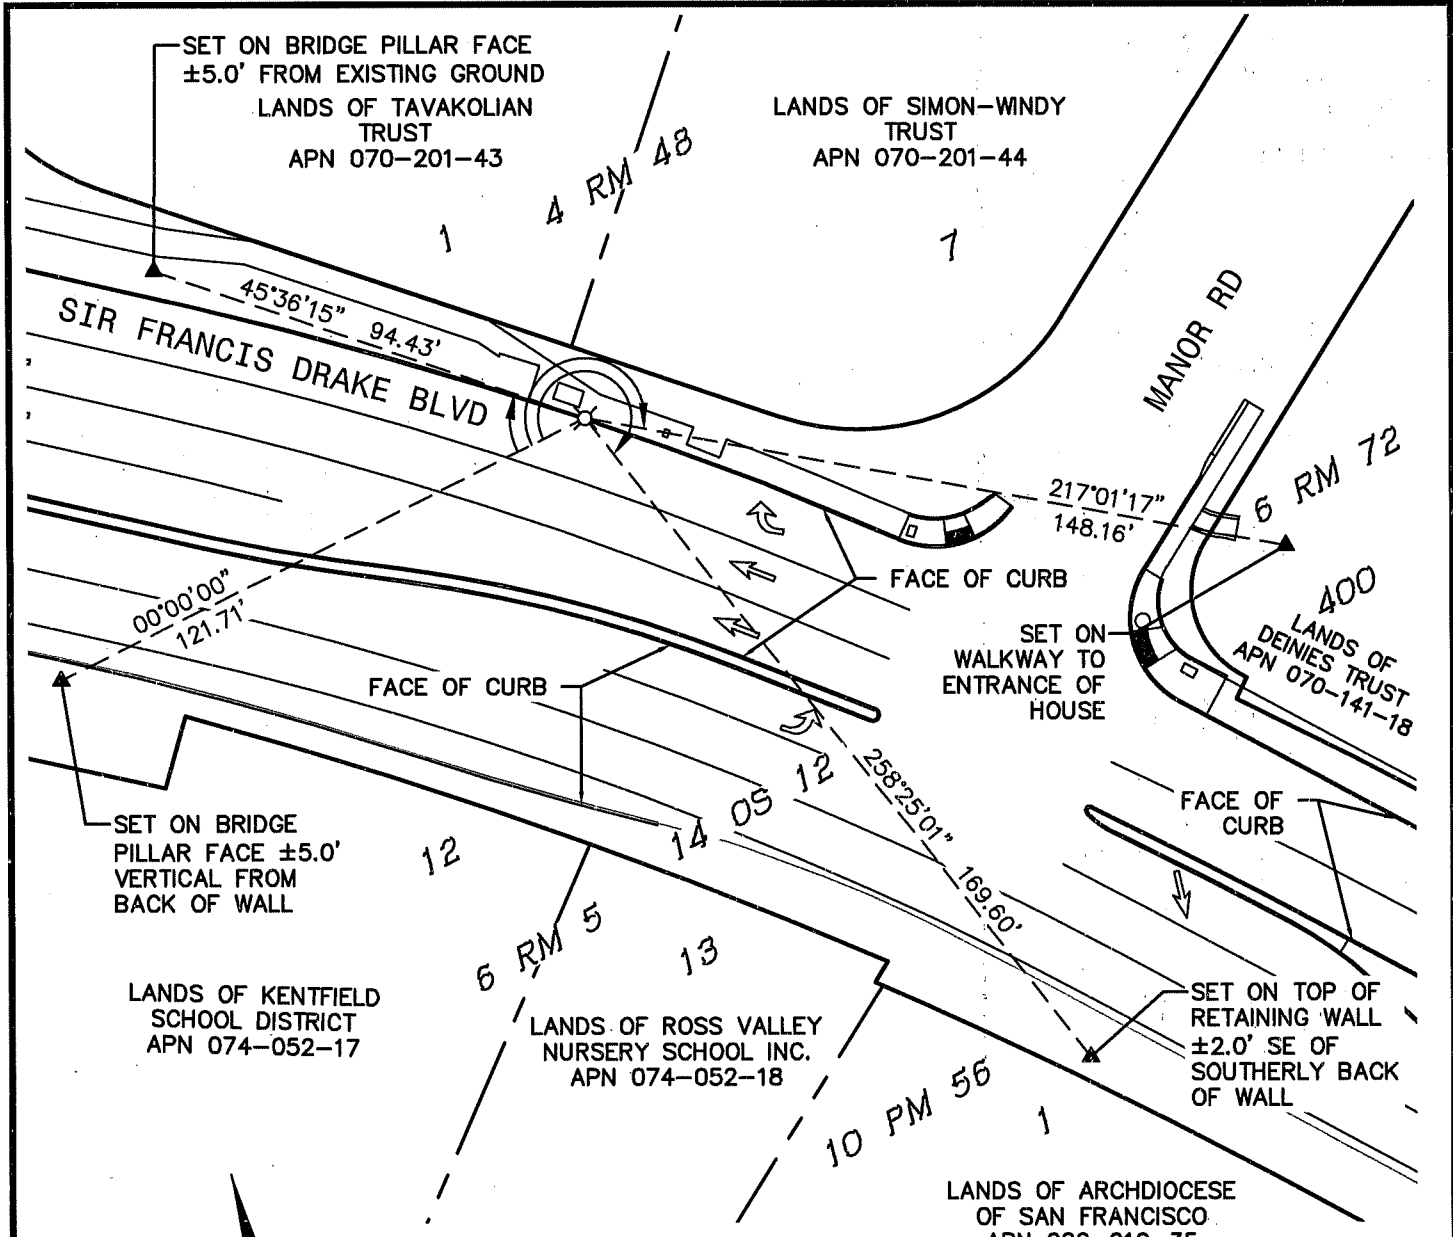 SET ON BRIDGE PILLAR FACE
±5.0' FROM EXISTING GROUND
LANDS OF TAVAKOLIAN
TRUST
APN 070-201-43
LANDS OF SIMON-WINDY
TRUST
APN 070-201-44
4 RM 48
1
7
45°36'15" 94.43'
SIR FRANCIS DRAKE BLVD
MANOR RD
6 RM 72
217°01'17"
148.16'
FACE OF CURB
00°00'00"
121.71'
400
LANDS OF
DEINIES TRUST
APN 070-141-18
SET ON
WALKWAY TO
ENTRANCE OF
HOUSE
FACE OF CURB
258°25'01"
169.60'
14 OS 12
FACE OF
CURB
SET ON BRIDGE
PILLAR FACE ±5.0'
VERTICAL FROM
BACK OF WALL
12
6 RM 5
13
LANDS OF KENTFIELD
SCHOOL DISTRICT
APN 074-052-17
LANDS OF ROSS VALLEY
NURSERY SCHOOL INC.
APN 074-052-18
SET ON TOP OF
RETAINING WALL
±2.0' SE OF
SOUTHERLY BACK
OF WALL
10 PM 56
1
LANDS OF ARCHDIOCESE
OF SAN FRANCISCO